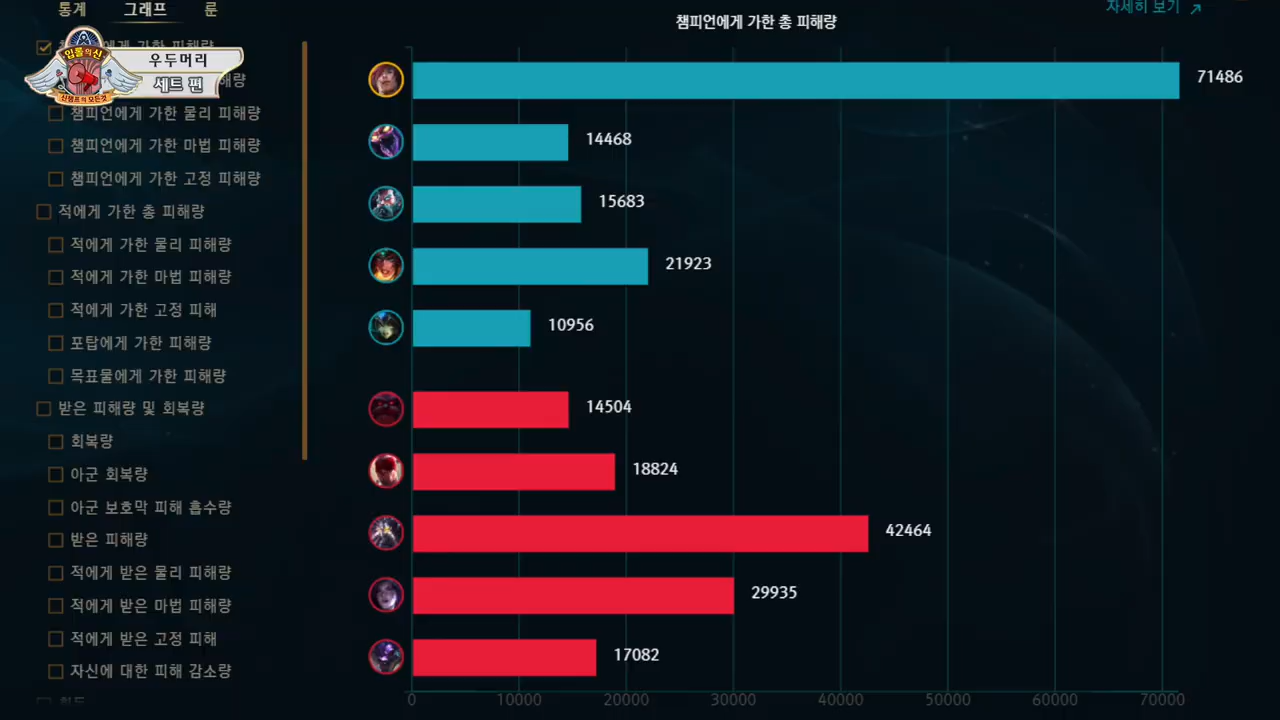 통계 그래프 룬
자세히 보기
챔피언에게 가한 총 피해량
입롤의신
신챔프의 모든것
우두머리
세트 편
챔피언에게 가한 물리 피해량
챔피언에게 가한 마법 피해량
챔피언에게 가한 고정 피해량
적에게 가한 총 피해량
적에게 가한 물리 피해량
적에게 가한 마법 피해량
적에게 가한 고정 피해
포탑에게 가한 피해량
목표물에게 가한 피해량
받은 피해량 및 회복량
회복량
아군 회복량
아군 보호막 피해 흡수량
받은 피해량
적에게 받은 물리 피해량
적에게 받은 마법 피해량
적에게 받은 고정 피해
자신에 대한 피해 감소량
71486
14468
15683
21923
10956
14504
18824
42464
29935
17082
0 10000 20000 30000 40000 50000 60000 70000